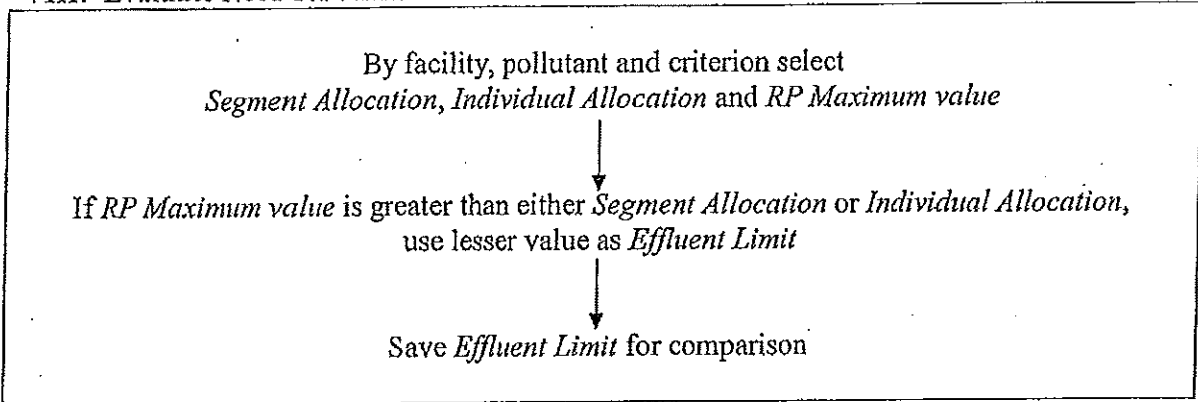 By facility, pollutant and criterion select
Segment Allocation, Individual Allocation and RP Maximum value
If RP Maximum value is greater than either Segment Allocation or Individual Allocation,
use lesser value as Effluent Limit
Save Effluent Limit for comparison